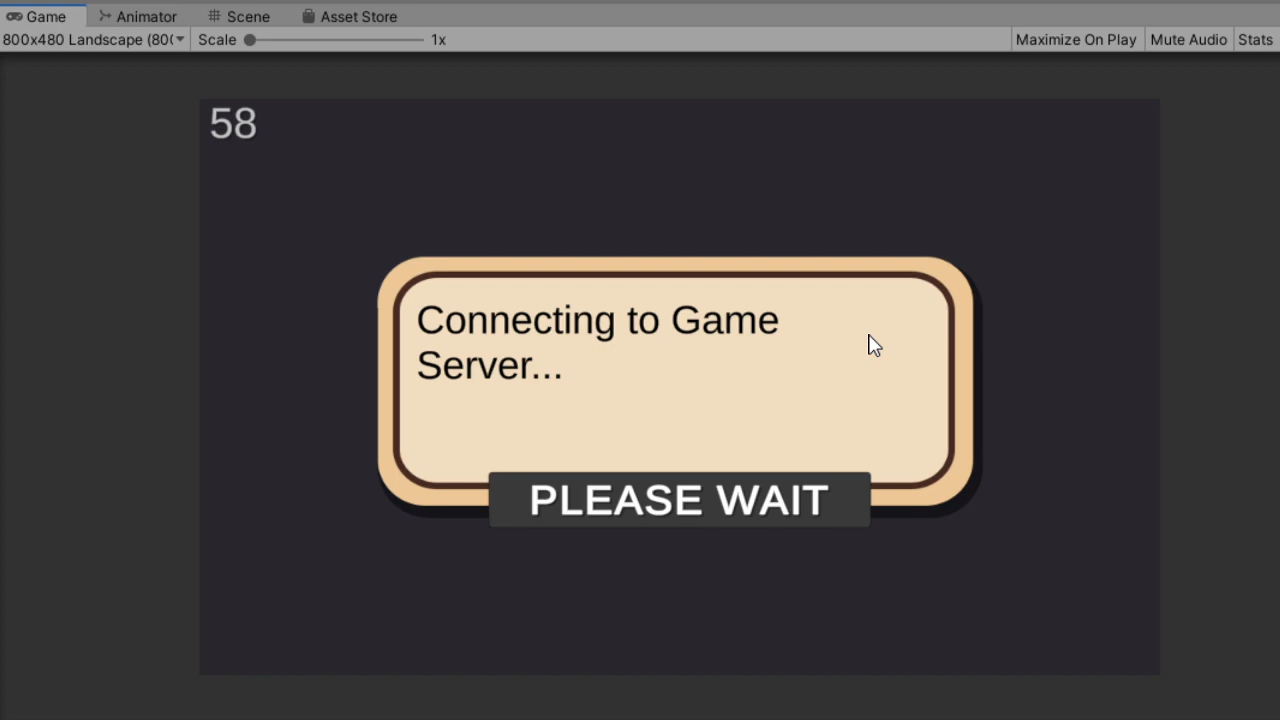 Game Animator Scene Asset Store
800x480 Landscape (80( Scale 1x Maximize On Play Mute Audio Stats
58
Connecting to Game
Server...
PLEASE WAIT